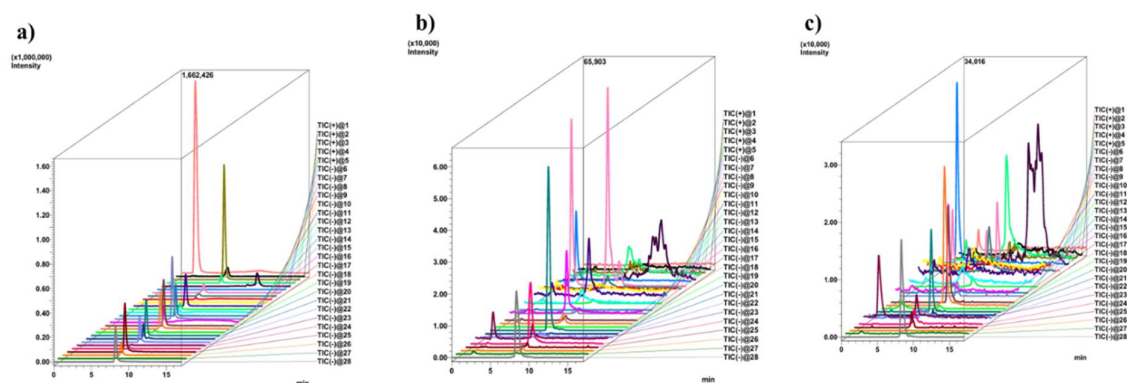 a)
(x1,000,000)
Intensity
1,662,426
1.60
1.40
1.20
1.00
0.80
0.60
0.40
0.20
0.00
0 5 10 15
min
TIC(+)@1
TIC(+)@2
TIC(+)@3
TIC(+)@4
TIC(+)@5
TIC(-)@6
TIC(-)@7
TIC(-)@8
TIC(-)@9
TIC(-)@10
TIC(-)@11
TIC(-)@12
TIC(-)@13
TIC(-)@14
TIC(-)@15
TIC(-)@16
TIC(-)@17
TIC(-)@18
TIC(-)@19
TIC(-)@20
TIC(-)@21
TIC(-)@22
TIC(-)@23
TIC(-)@24
TIC(-)@25
TIC(-)@26
TIC(-)@27
TIC(-)@28
b)
(x10,000)
Intensity
65,903
6.00
5.00
4.00
3.00
2.00
1.00
0.00
0 5 10 15
min
TIC(+)@1
TIC(+)@2
TIC(+)@3
TIC(+)@4
TIC(+)@5
TIC(-)@6
TIC(-)@7
TIC(-)@8
TIC(-)@9
TIC(-)@10
TIC(-)@11
TIC(-)@12
TIC(-)@13
TIC(-)@14
TIC(-)@15
TIC(-)@16
TIC(-)@17
TIC(-)@18
TIC(-)@19
TIC(-)@20
TIC(-)@21
TIC(-)@22
TIC(-)@23
TIC(-)@24
TIC(-)@25
TIC(-)@26
TIC(-)@27
TIC(-)@28
c)
(x10,000)
Intensity
34,016
3.00
2.00
1.00
0.00
0 5 10 15
min
TIC(+)@1
TIC(+)@2
TIC(+)@3
TIC(+)@4
TIC(+)@5
TIC(-)@6
TIC(-)@7
TIC(-)@8
TIC(-)@9
TIC(-)@10
TIC(-)@11
TIC(-)@12
TIC(-)@13
TIC(-)@14
TIC(-)@15
TIC(-)@16
TIC(-)@17
TIC(-)@18
TIC(-)@19
TIC(-)@20
TIC(-)@21
TIC(-)@22
TIC(-)@23
TIC(-)@24
TIC(-)@25
TIC(-)@26
TIC(-)@27
TIC(-)@28